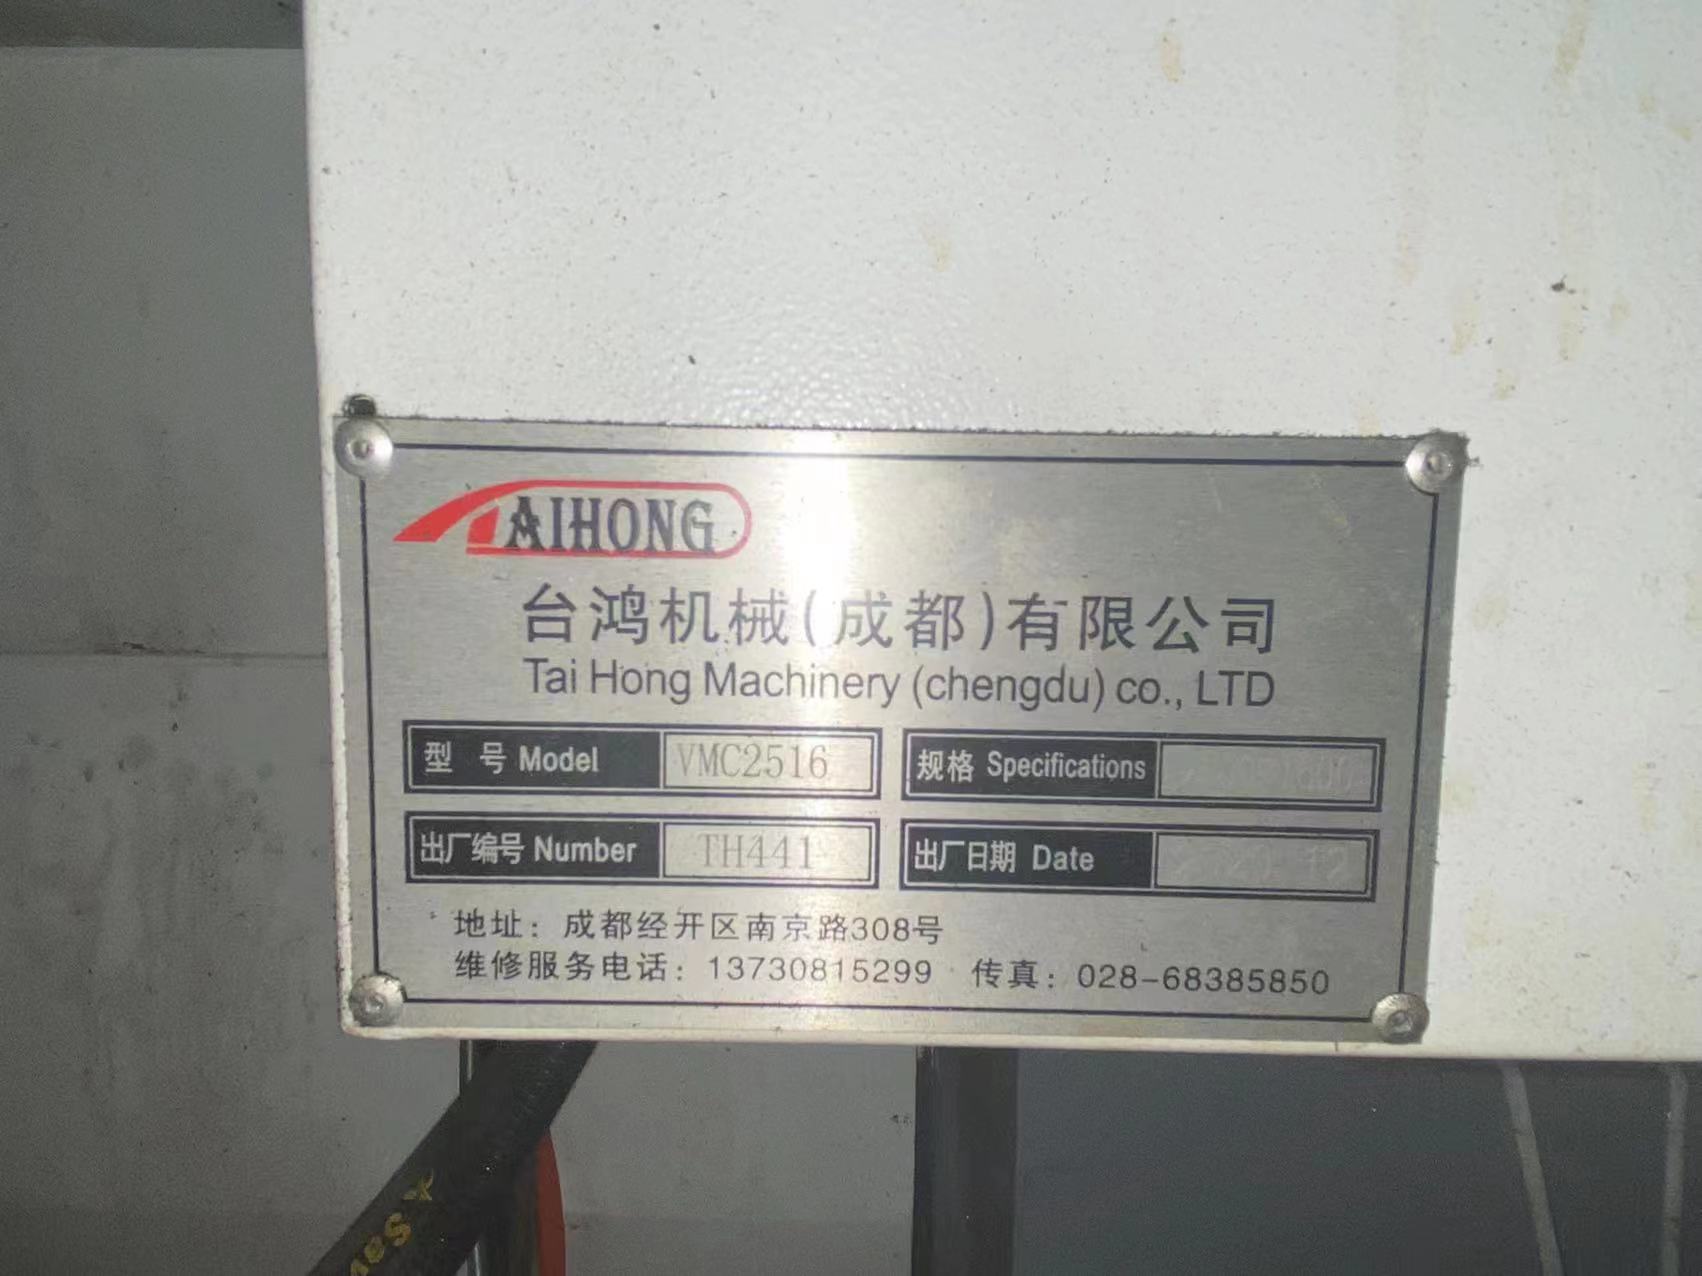 TAIHONG
台鸿机械(成都)有限公司
Tai Hong Machinery (chengdu) co., LTD
型 号 Model VMC2516 规格 Specifications
出厂编号 Number TH441 出厂日期 Date
地址：成都经开区南京路308号
维修服务电话：13730815299 传真：028-68385850